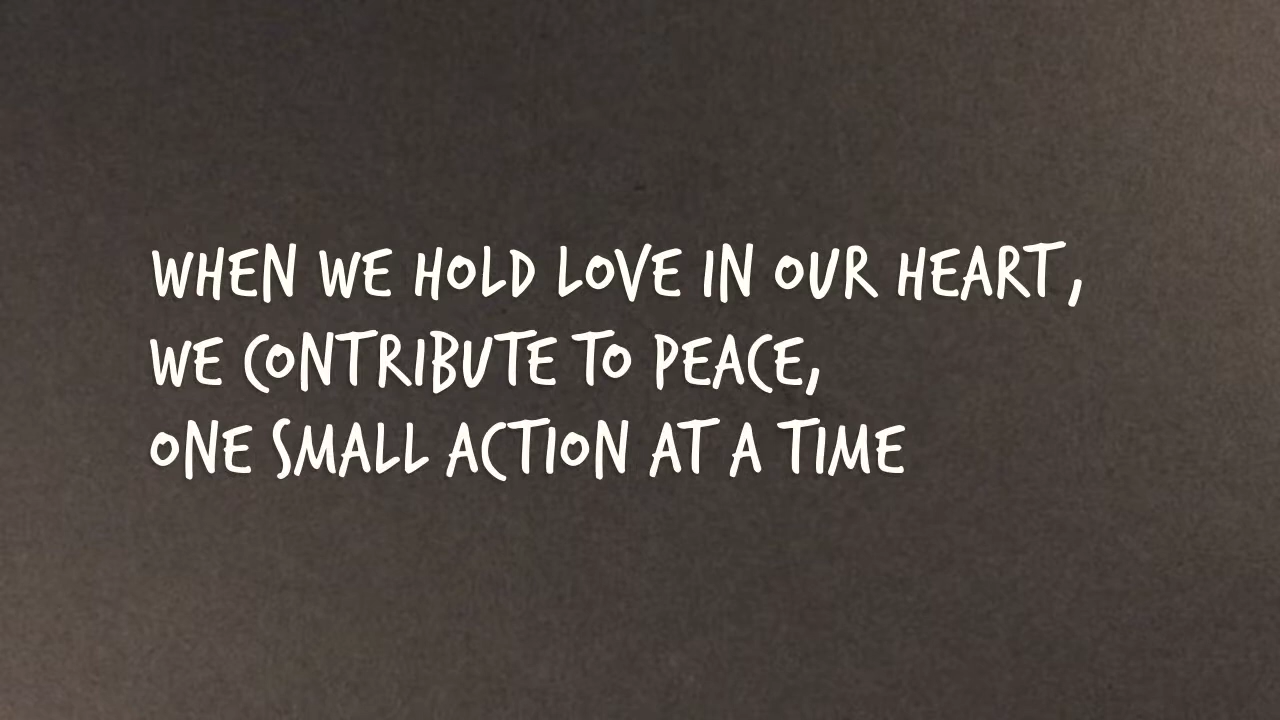 WHEN WE HOLD LOVE IN OUR HEART,
WE CONTRIBUTE TO PEACE,
ONE SMALL ACTION AT A TIME